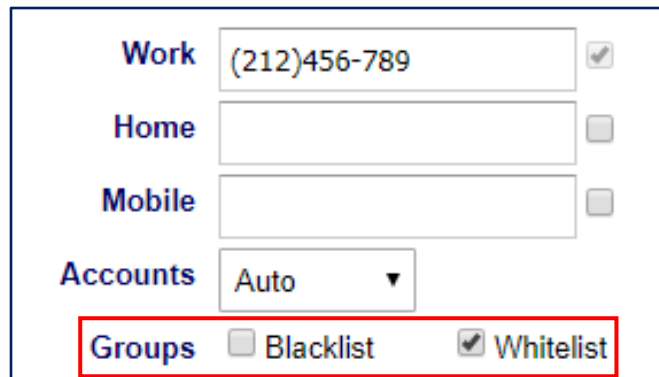 Work (212)456-789
Home
Mobile
Accounts Auto
Groups Blacklist Whitelist